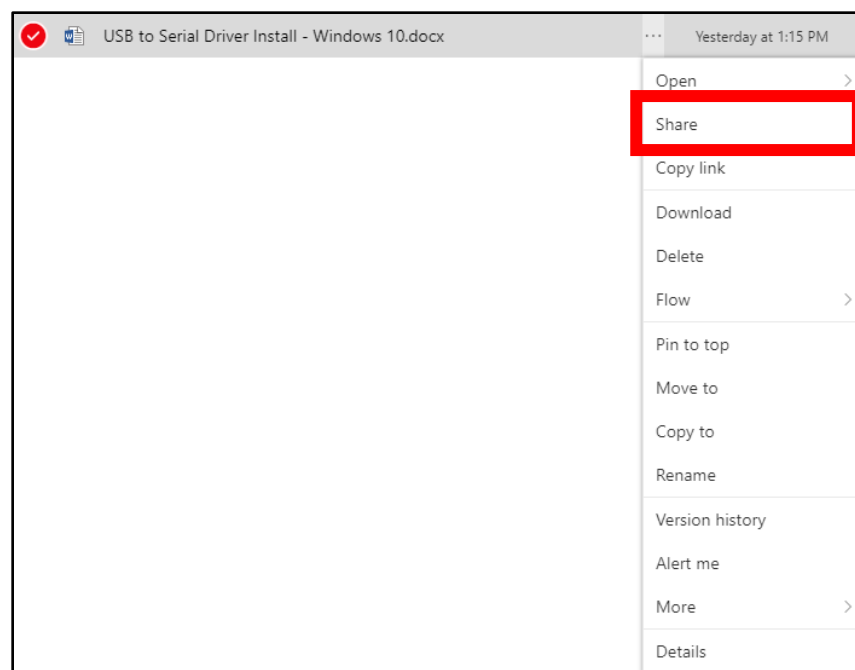 USB to Serial Driver Install - Windows 10.docx ... Yesterday at 1:15 PM
Open
Share
Copy link
Download
Delete
Flow
Pin to top
Move to
Copy to
Rename
Version history
Alert me
More
Details